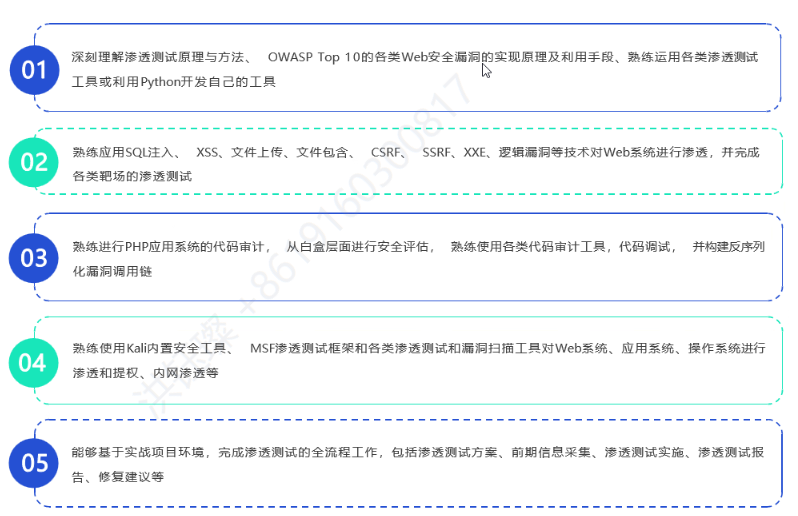 01
深刻理解渗透测试原理与方法、 OWASP Top 10的各类Web安全漏洞的实现原理及利用手段、熟练运用各类渗透测试
工具或利用Python开发自己的工具
02
熟练应用SQL注入、 XSS、文件上传、文件包含、 CSRF、 SSRF、XXE、逻辑漏洞等技术对Web系统进行渗透，并完成
各类靶场的渗透测试
03
熟练进行PHP应用系统的代码审计， 从白盒层面进行安全评估， 熟练使用各类代码审计工具，代码调试， 并构建反序列
化漏洞调用链
04
熟练使用Kali内置安全工具、 MSF渗透测试框架和各类渗透测试和漏洞扫描工具对Web系统、应用系统、操作系统进行
渗透和提权、内网渗透等
05
能够基于实战项目环境，完成渗透测试的全流程工作，包括渗透测试方案、前期信息采集、渗透测试实施、渗透测试报
告、修复建议等
+8619160300817